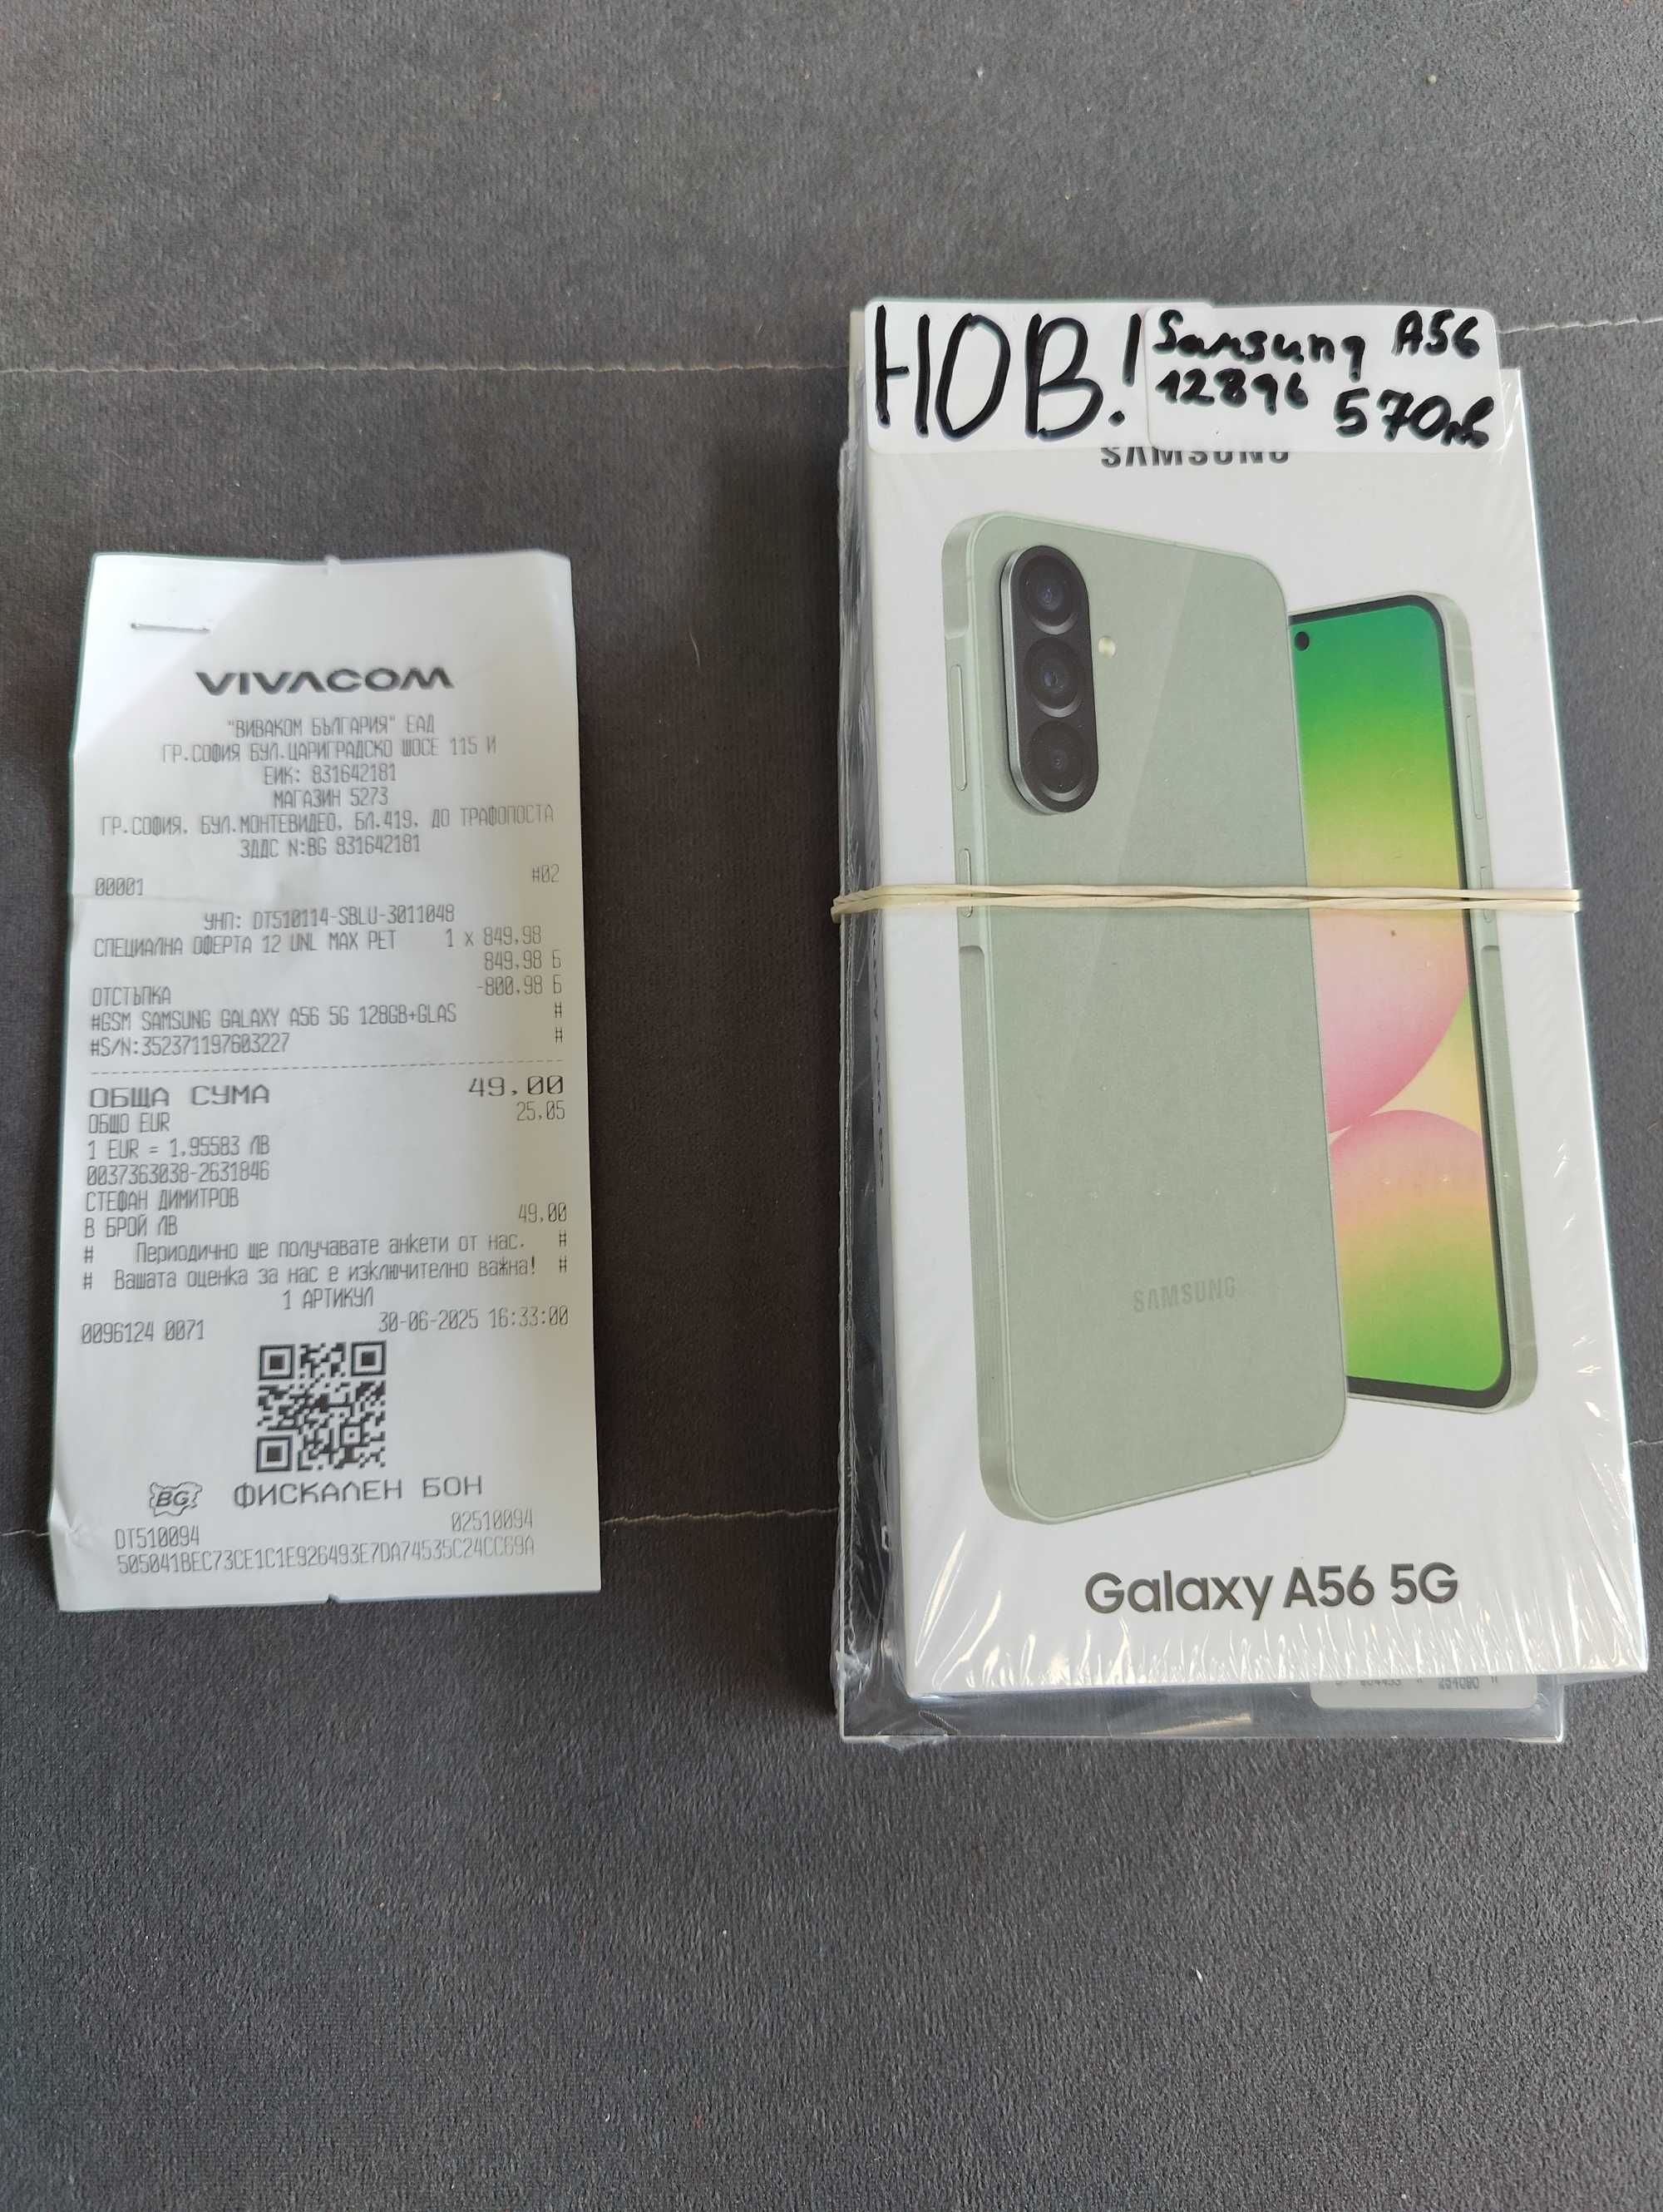 VIVACOM
"ВИВАКОМ БЪЛГАРИЯ" ЕАД
ГР.СОФИЯ БУЛ.ЦАРИГРАДСКО ШОСЕ 115 И
ЕИК: 831642181
МАГАЗИН 5273
ГР.СОФИЯ, БУЛ.МОНТЕВИДЕО, БЛ.419, ДО ТРАФОПОСТА
ЗДДС N:BG 831642181
00001 #02
УНП: DT510114-SBLU-3011048
СПЕЦИАЛНА ОФЕРТА 12 UNL MAX PET 1 x 849,98
849,98 Б
ОТСТЪПКА -800,98 Б
#GSM SAMSUNG GALAXY A56 5G 128GB+GLAS #
#S/N:352371197603227 #
ОБЩА СУМА 49,00
ОБЩО EUR 25,05
1 EUR = 1,95583 ЛВ
0037363038-2631846
СТЕФАН ДИМИТРОВ
В БРОЙ ЛВ 49,00
# Периодично ще получавате анкети от нас. #
# Вашата оценка за нас е изключително важна! #
1 АРТИКУЛ
0096124 0071 30-06-2025 16:33:00
BG ФИСКАЛЕН БОН
DT510094 02510094
505041BEC73CE1C1E926493E7DA74535C24CC69A
НОВ!
Samsung A56
128гб 570лв
SAMSUNG
SAMSUNG
Galaxy A56 5G